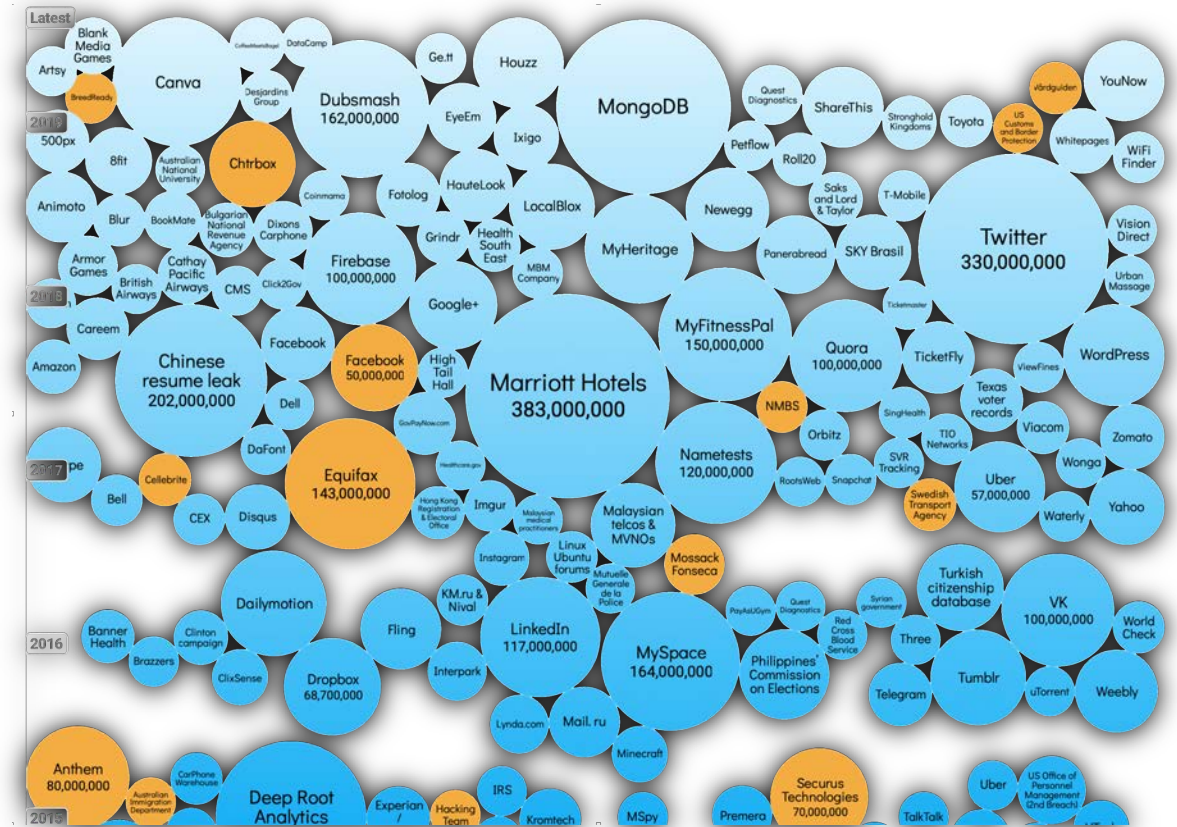 Latest
Blank
Media
Games
Artsy
BreedReady
Canva
CoffeeMeetsBagel
DataCamp
Desjardins
Group
Dubsmash
162,000,000
Ge.tt
Houzz
EyeEm
Ixigo
MongoDB
Quest
Diagnostics
ShareThis
Stronghold
Kingdoms
Toyota
US
Customs
and Border
Protection
YouNow
Whitepages
WiFi
Finder
Petflow
Roll20
2019
500px
8fit
Australian
National
University
Chtrbox
Coinmama
Fotolog
HauteLook
LocalBlox
Newegg
Saks
and Lord
& Taylor
T-Mobile
Twitter
330,000,000
Vision
Direct
Animoto
Blur
BookMate
Bulgarian
National
Revenue
Agency
Dixons
Carphone
Firebase
100,000,000
Grindr
Health
South
East
MBM
Company
MyHeritage
Panerabread
SKY Brasil
Urban
Massage
Armor
Games
British
Airways
Cathay
Pacific
Airways
CMS
Click2Gov
Google+
Ticketmaster
2018
Careem
Amazon
Chinese
resume leak
202,000,000
Facebook
Facebook
50,000,000
High
Tail
Hall
Marriott Hotels
383,000,000
MyFitnessPal
150,000,000
Quora
100,000,000
TicketFly
ViewFines
WordPress
Dell
GovPayNow.com
NMBS
Orbitz
SingHealth
Texas
voter
records
Viacom
Zomato
DaFont
Healthcare.gov
Nametests
120,000,000
TIO
Networks
SVR
Tracking
Wonga
2017
pe
Bell
Cellebrite
CEX
Disqus
Equifax
143,000,000
Hong Kong
Registration
& Electoral
Office
Imgur
Malaysian
medical
practitioners
Malaysian
telcos &
MVNOs
RootsWeb
Snapchat
Swedish
Transport
Agency
Uber
57,000,000
Waterly
Yahoo
Instagram
Linux
Ubuntu
forums
Mutuelle
Generale
de la
Police
Mossack
Fonseca
Dailymotion
KM.ru &
Nival
Fling
LinkedIn
117,000,000
MySpace
164,000,000
PayAsUGym
Quest
Diagnostics
Red
Cross
Blood
Service
Syrian
government
Turkish
citizenship
database
VK
100,000,000
World
Check
2016
Banner
Health
Brazzers
Clinton
campaign
ClixSense
Dropbox
68,700,000
Interpark
Philippines'
Commission
on Elections
Three
Telegram
Tumblr
uTorrent
Weebly
Lynda.com
Mail. ru
Minecraft
Anthem
80,000,000
Australian
Immigration
Department
CarPhone
Warehouse
Deep Root
Analytics
Experian
/
Hacking
Team
IRS
Kromtech
MSpy
Premera
Securus
Technologies
70,000,000
TalkTalk
Uber
US Office of
Personnel
Management
(2nd Breach)
2015